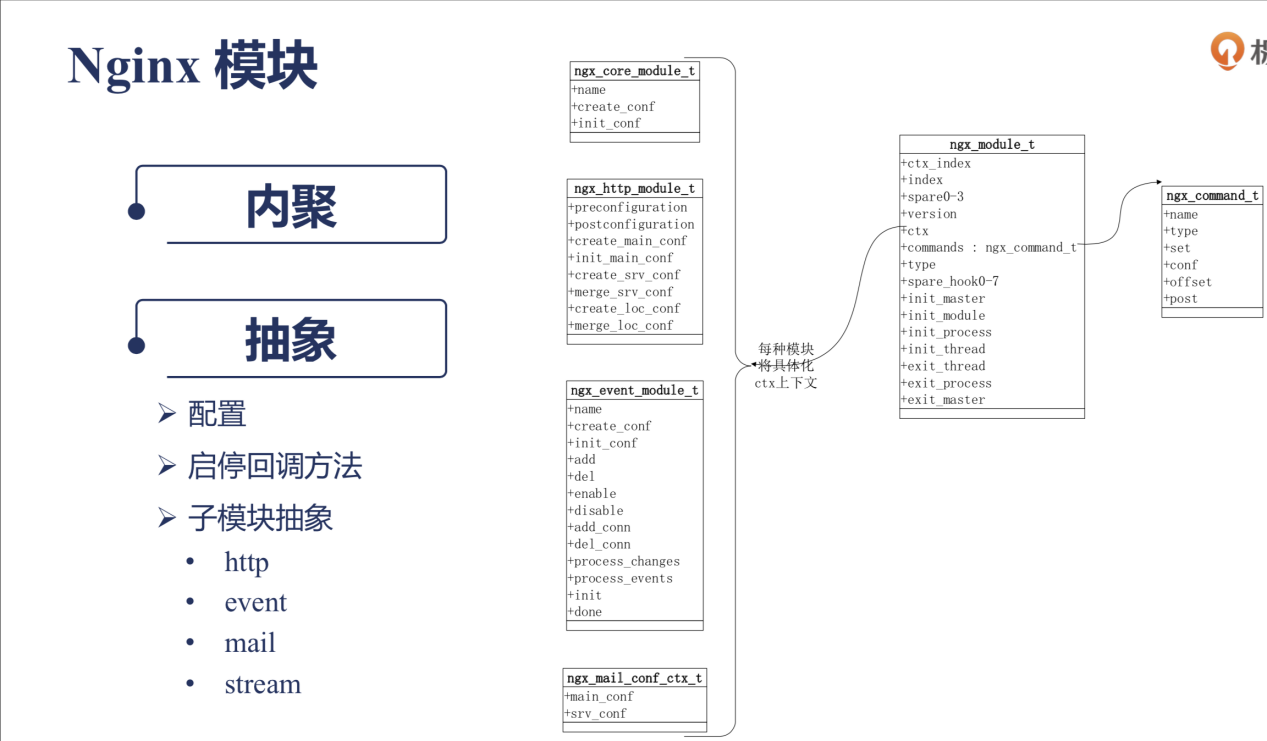 Nginx 模块
内聚
抽象
配置
启停回调方法
子模块抽象
http
event
mail
stream
ngx_core_module_t
+name
+create_conf
+init_conf
ngx_http_module_t
+preconfiguration
+postconfiguration
+create_main_conf
+init_main_conf
+create_srv_conf
+merge_srv_conf
+create_loc_conf
+merge_loc_conf
ngx_event_module_t
+name
+create_conf
+init_conf
+add
+del
+enable
+disable
+add_conn
+del_conn
+process_changes
+process_events
+init
+done
ngx_mail_conf_ctx_t
+main_conf
+srv_conf
每种模块
将具体化
ctx上下文
ngx_module_t
+ctx_index
+index
+spare0-3
+version
+ctx
+commands : ngx_command_t
+type
+spare_hook0-7
+init_master
+init_module
+init_process
+init_thread
+exit_thread
+exit_process
+exit_master
ngx_command_t
+name
+type
+set
+conf
+offset
+post